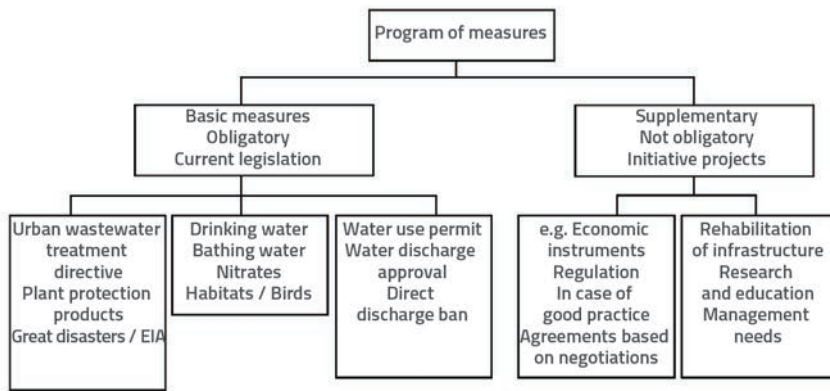 Program of measures
Basic measures
Obligatory
Current legislation
Supplementary
Not obligatory
Initiative projects
Urban wastewater
treatment
directive
Plant protection
products
Great disasters / EIA
Drinking water
Bathing water
Nitrates
Habitats / Birds
Water use permit
Water discharge
approval
Direct
discharge ban
e.g. Economic
instruments
Regulation
In case of
good practice
Agreements based
on negotiations
Rehabilitation
of infrastructure
Research
and education
Management
needs